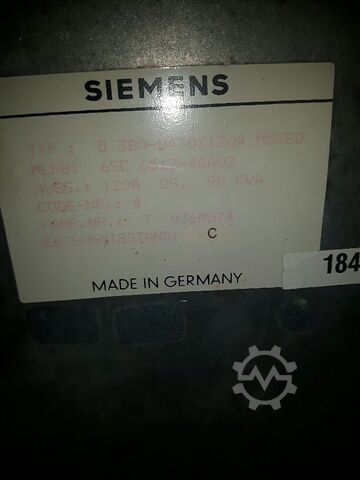 SIEMENS
TYP : D 380-0430/120A M5REQ
MLFB: 6SC 6512-4AA02
AUSG.: 120A DS. 90 KVA
CODE-NR.: 4
FABR.NR.: T 036M074
ERZEUGNISSTAND: C
MADE IN GERMANY
184